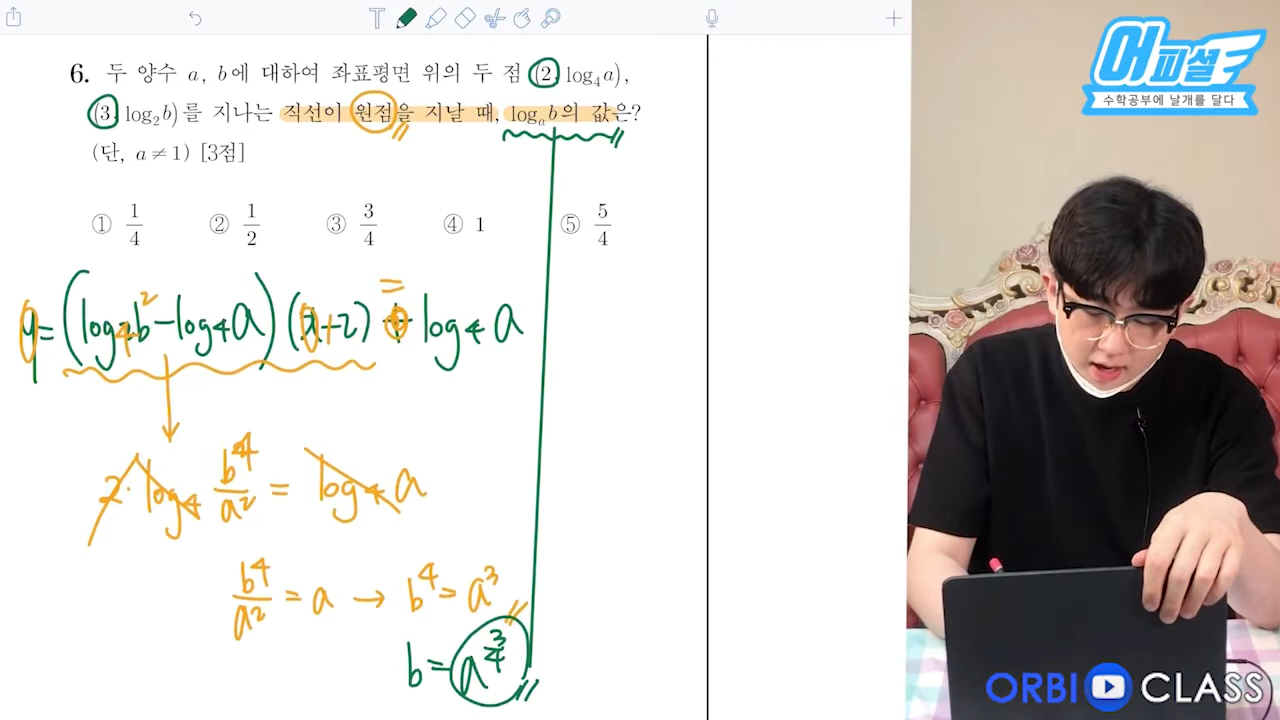 6. 두 양수 a, b에 대하여 좌표평면 위의 두 점 (2, log₄a),
(3, log₂b)를 지나는 직선이 원점을 지날 때, logₐb의 값은?
(단, a≠1) [3점]
① 1/4 ② 1/2 ③ 3/4 ④ 1 ⑤ 5/4
y=(log₄b²-log₄a)(x-2)+log₄a
2·log₄ b⁴/a² = log₄a
b⁴/a² = a → b⁴=a³
b=a^(3/4)
어피셜
수학공부에 날개를 달다
ORBI CLASS